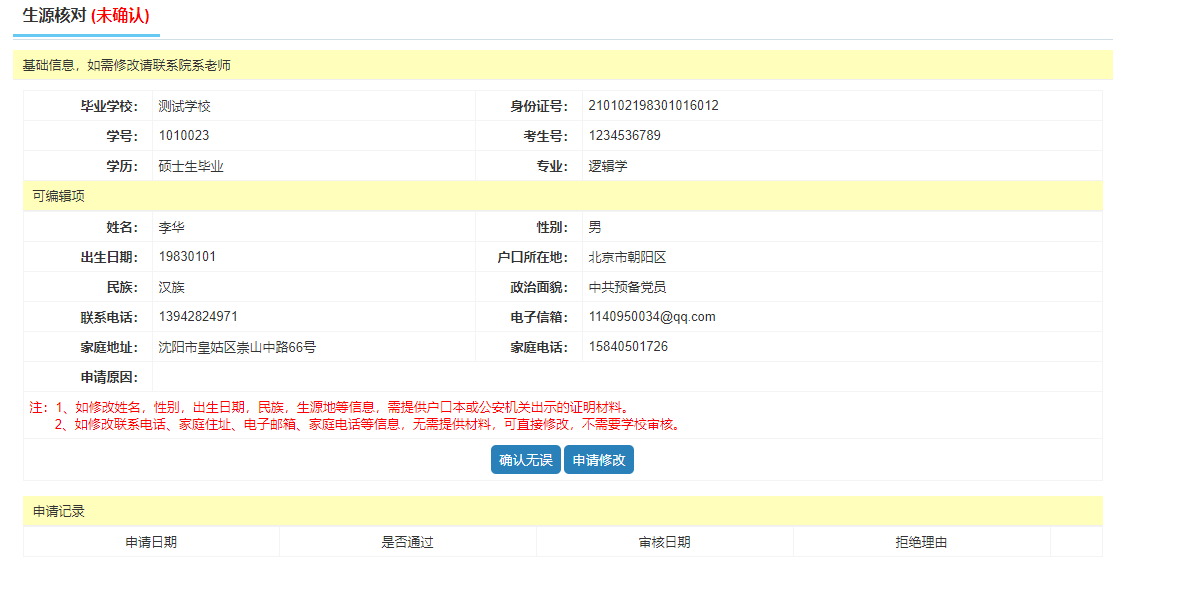 生源核对 (未确认)
基础信息，如需修改请联系院系老师
毕业学校： 测试学校 身份证号： 210102198301016012
学号： 1010023 考生号： 1234536789
学历： 硕士生毕业 专业： 逻辑学
可编辑项
姓名： 李华 性别： 男
出生日期： 19830101 户口所在地： 北京市朝阳区
民族： 汉族 政治面貌： 中共预备党员
联系电话： 13942824971 电子信箱： 1140950034@qq.com
家庭地址： 沈阳市皇姑区崇山中路66号 家庭电话： 15840501726
申请原因：
注：1、如修改姓名，性别，出生日期，民族，生源地等信息，需提供户口本或公安机关出示的证明材料。
2、如修改联系电话、家庭住址、电子邮箱、家庭电话等信息，无需提供材料，可直接修改，不需要学校审核。
确认无误 申请修改
申请记录
申请日期 是否通过 审核日期 拒绝理由